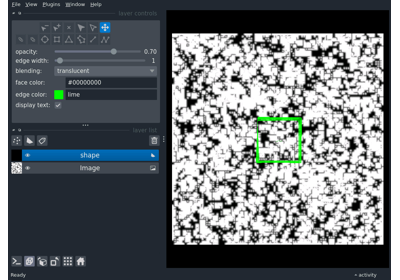 File View Plugins Window Help
layer controls
opacity: 0.70
edge width: 1
blending: translucent
face color: #00000000
edge color: lime
display text:
layer list
shape
Image
Ready
activity